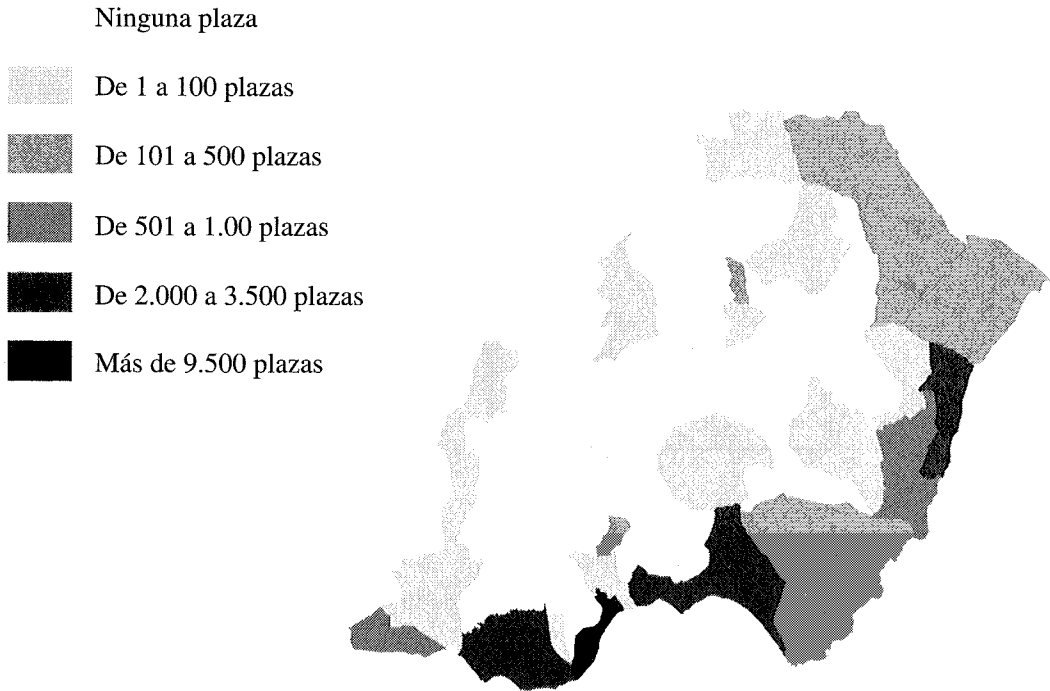 Ninguna plaza
De 1 a 100 plazas
De 101 a 500 plazas
De 501 a 1.00 plazas
De 2.000 a 3.500 plazas
Más de 9.500 plazas